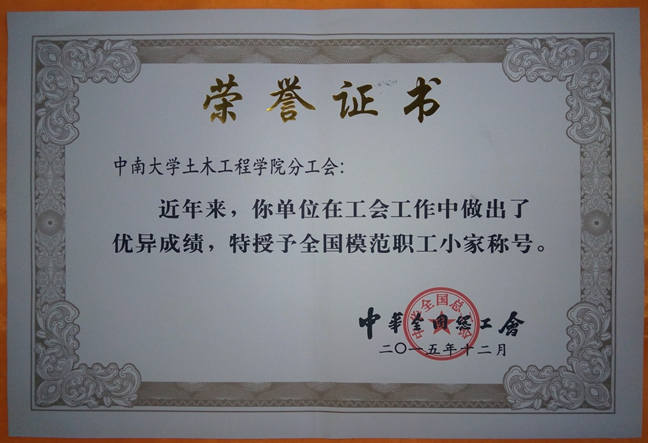 荣誉证书
中南大学土木工程学院分工会：
近年来，你单位在工会工作中做出了
优异成绩，特授予全国模范职工小家称号。
中华全国总工會
二〇一五年十二月